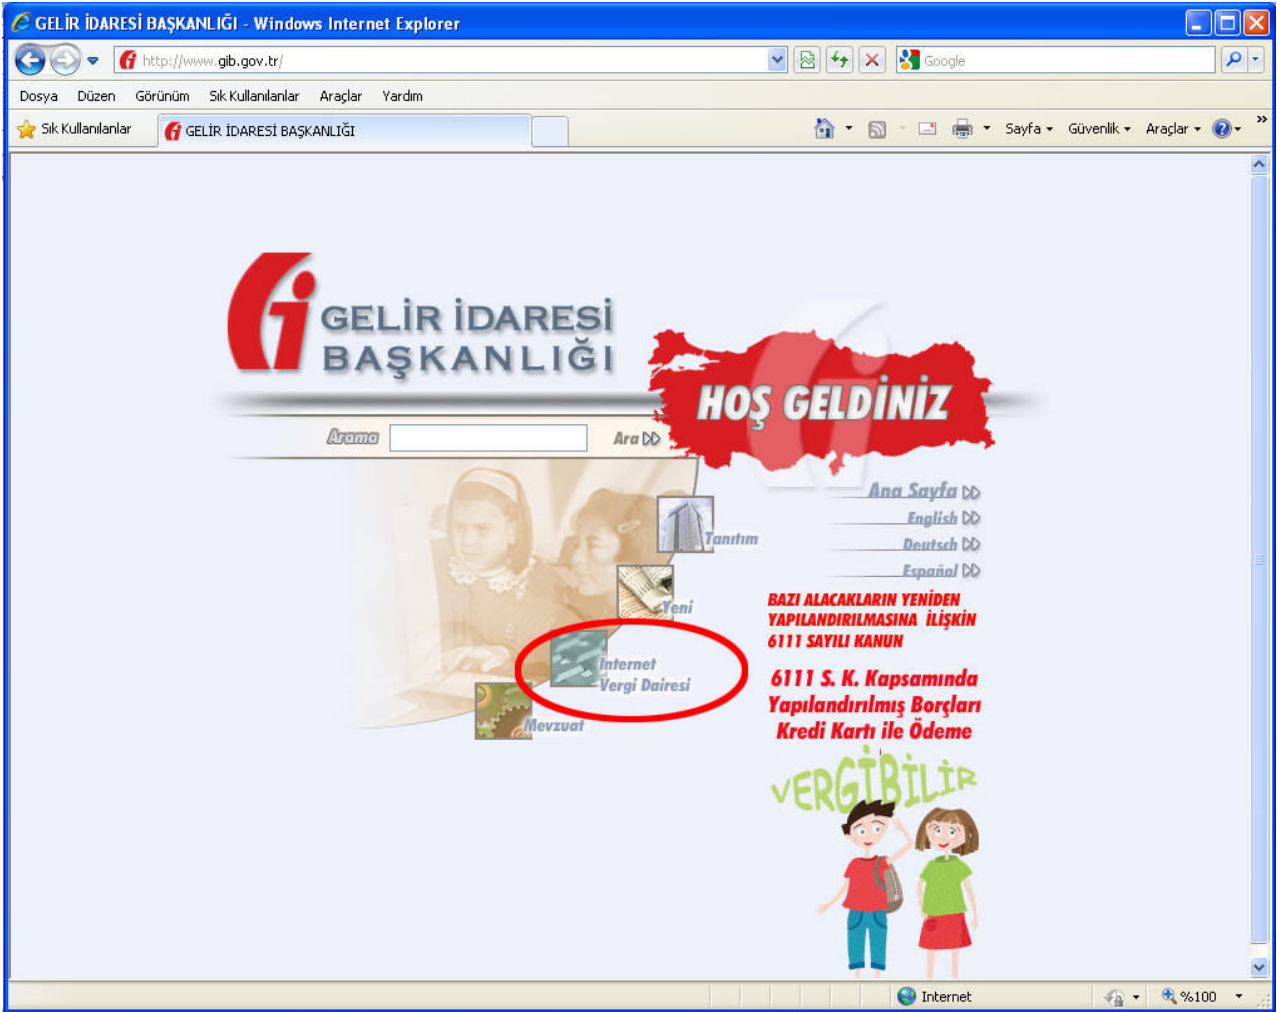 GELİR İDARESİ BAŞKANLIĞI - Windows Internet Explorer
http://www.gib.gov.tr/
Google
Dosya Düzen Görünüm Sık Kullanılanlar Araçlar Yardım
Sık Kullanılanlar
GELİR İDARESİ BAŞKANLIĞI
Sayfa
Güvenlik
Araçlar
GELİR İDARESİ
BAŞKANLIĞI
HOŞ GELDİNİZ
Arama
Ara
Ana Sayfa
English
Deutsch
Español
Tanıtım
Yeni
Internet
Vergi Dairesi
Mevzuat
BAZI ALACAKLARIN YENİDEN
YAPILANDIRILMASINA İLİŞKİN
6111 SAYILI KANUN
6111 S. K. Kapsamında
Yapılandırılmış Borçları
Kredi Kartı ile Ödeme
VERGİBİLİR
Internet
%100